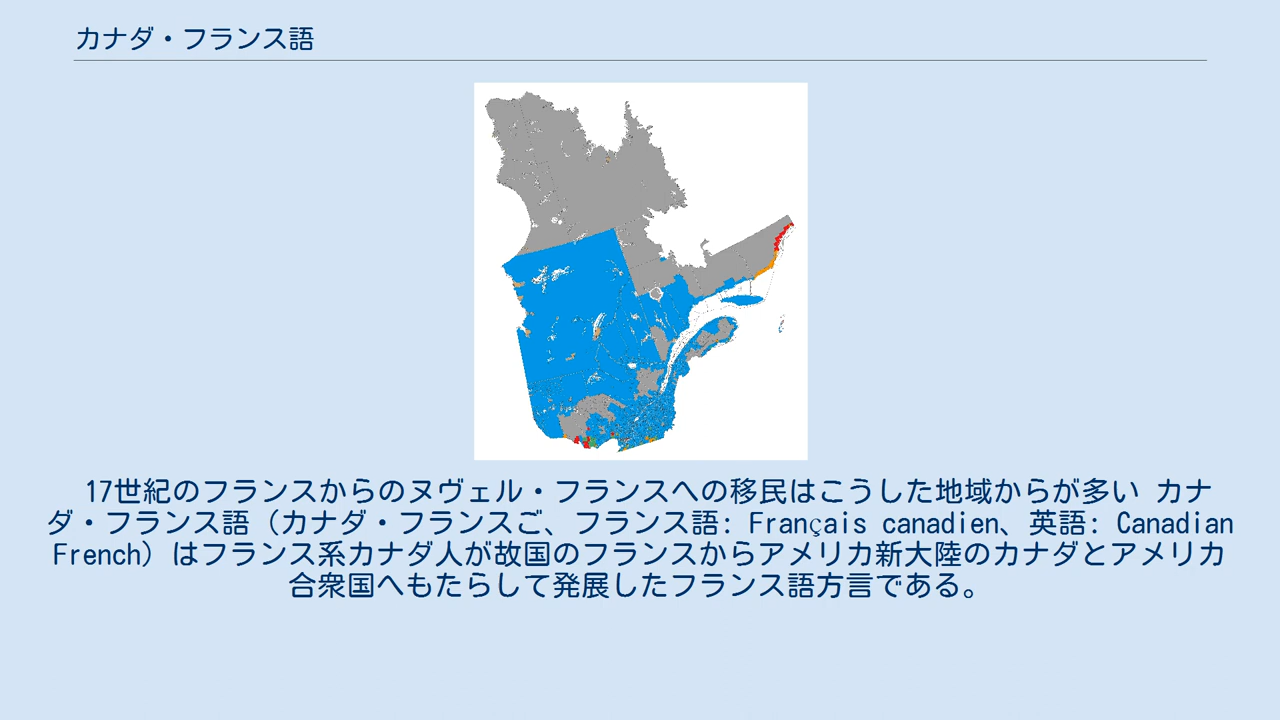 カナダ・フランス語
17世紀のフランスからのヌヴェル・フランスへの移民はこうした地域からが多い カナ
ダ・フランス語（カナダ・フランスご、フランス語: Français canadien、英語: Canadian
French）はフランス系カナダ人が故国のフランスからアメリカ新大陸のカナダとアメリカ
合衆国へもたらして発展したフランス語方言である。